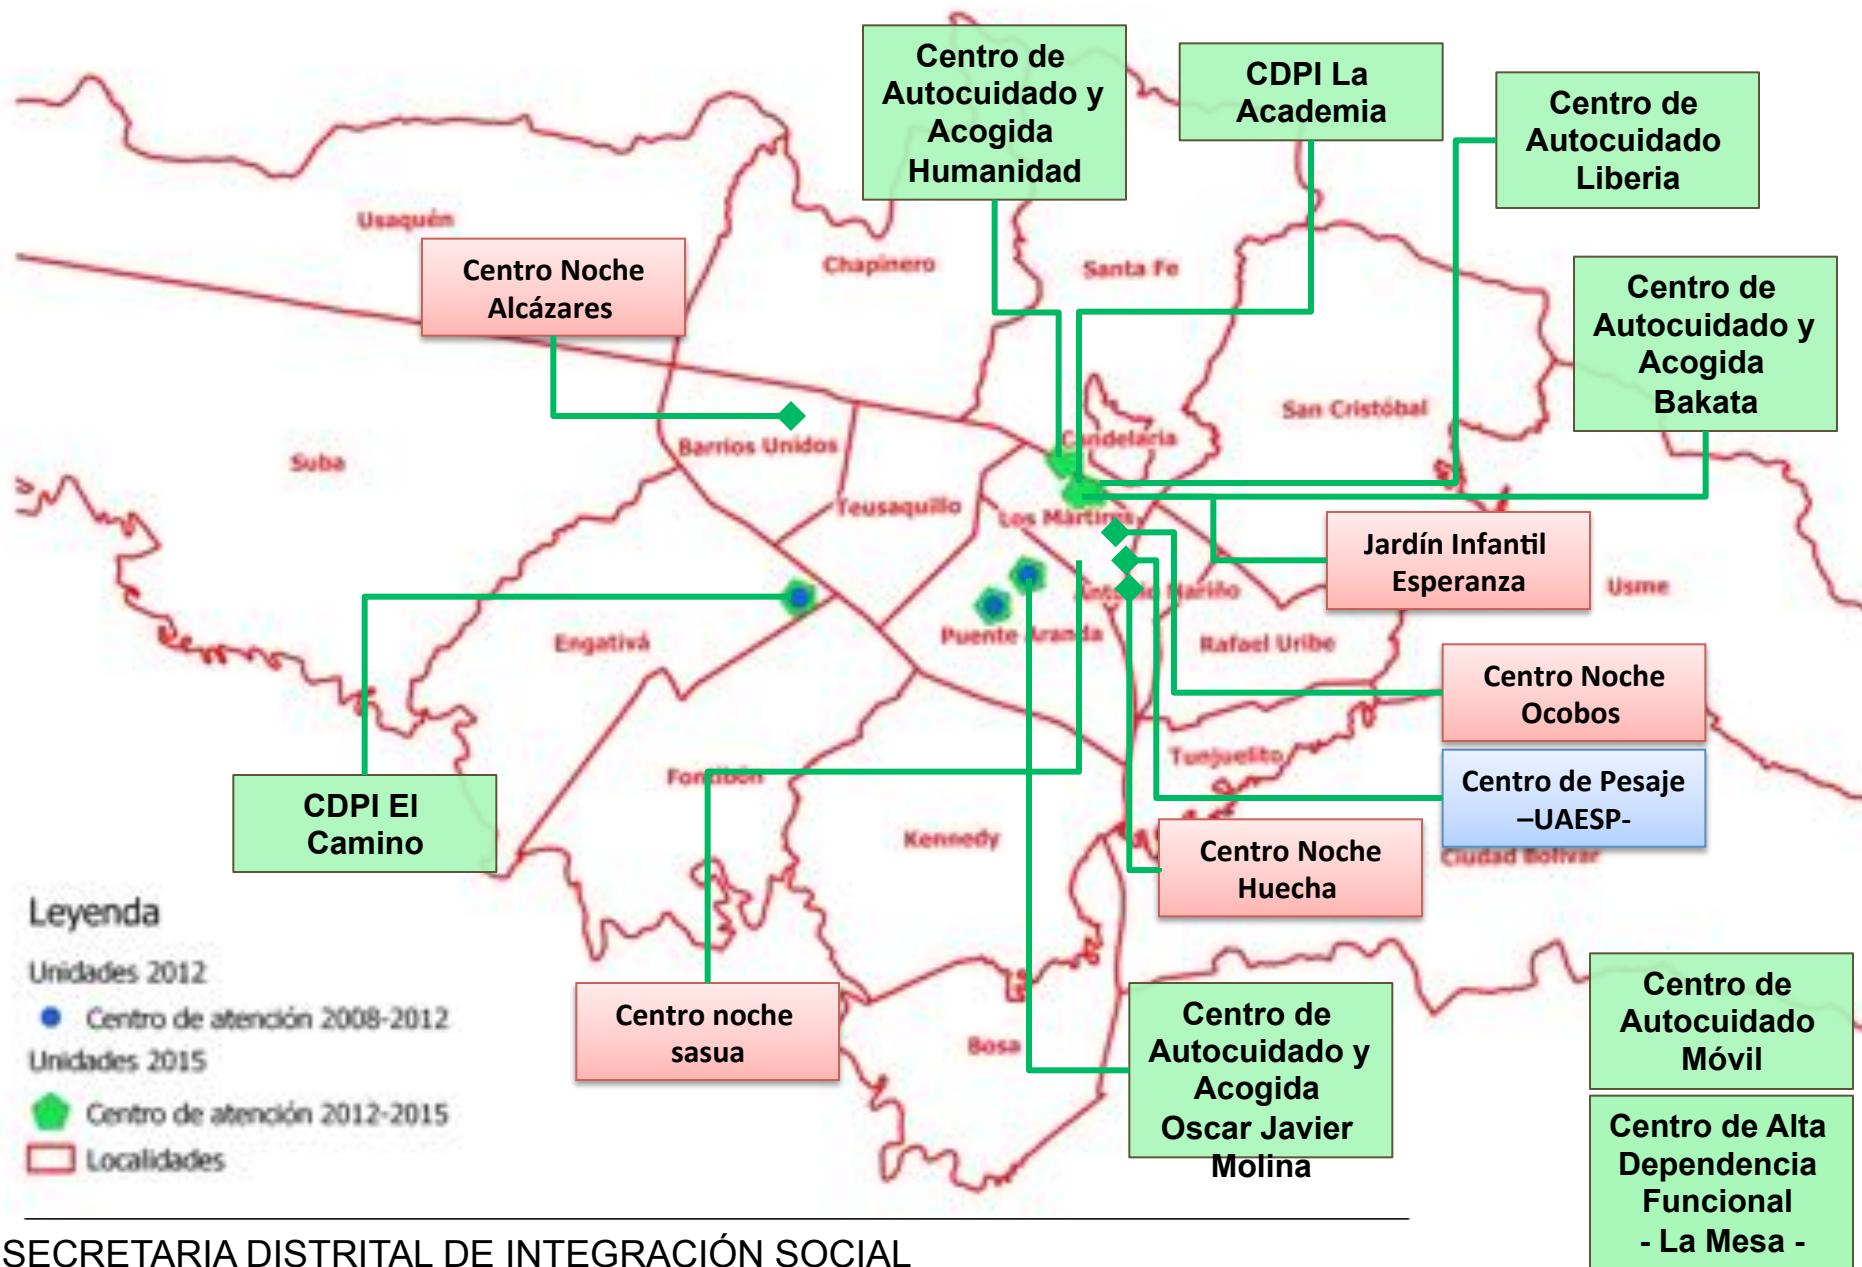 Centro de
Autocuidado y
Acogida
Humanidad
CDPI La
Academia
Centro de
Autocuidado
Liberia
Usaquén
Centro Noche
Alcázares
Chapinero
Santa Fe
Centro de
Autocuidado y
Acogida
Bakata
San Cristóbal
Candelaria
Barrios Unidos
Suba
Teusaquillo
Los Mártires
Jardín Infantil
Esperanza
Usme
Antonio Nariño
Puente Aranda
Rafael Uribe
Engativá
Centro Noche
Ocobos
Tunjuelito
Fontibón
Centro de Pesaje
–UAESP-
CDPI El
Camino
Kennedy
Centro Noche
Huecha
Ciudad Bolivar
Leyenda
Unidades 2012
Centro de atención 2008-2012
Unidades 2015
Centro de atención 2012-2015
Localidades
Centro noche
sasua
Bosa
Centro de
Autocuidado y
Acogida
Oscar Javier
Molina
Centro de
Autocuidado
Móvil
Centro de Alta
Dependencia
Funcional
- La Mesa -
SECRETARIA DISTRITAL DE INTEGRACIÓN SOCIAL